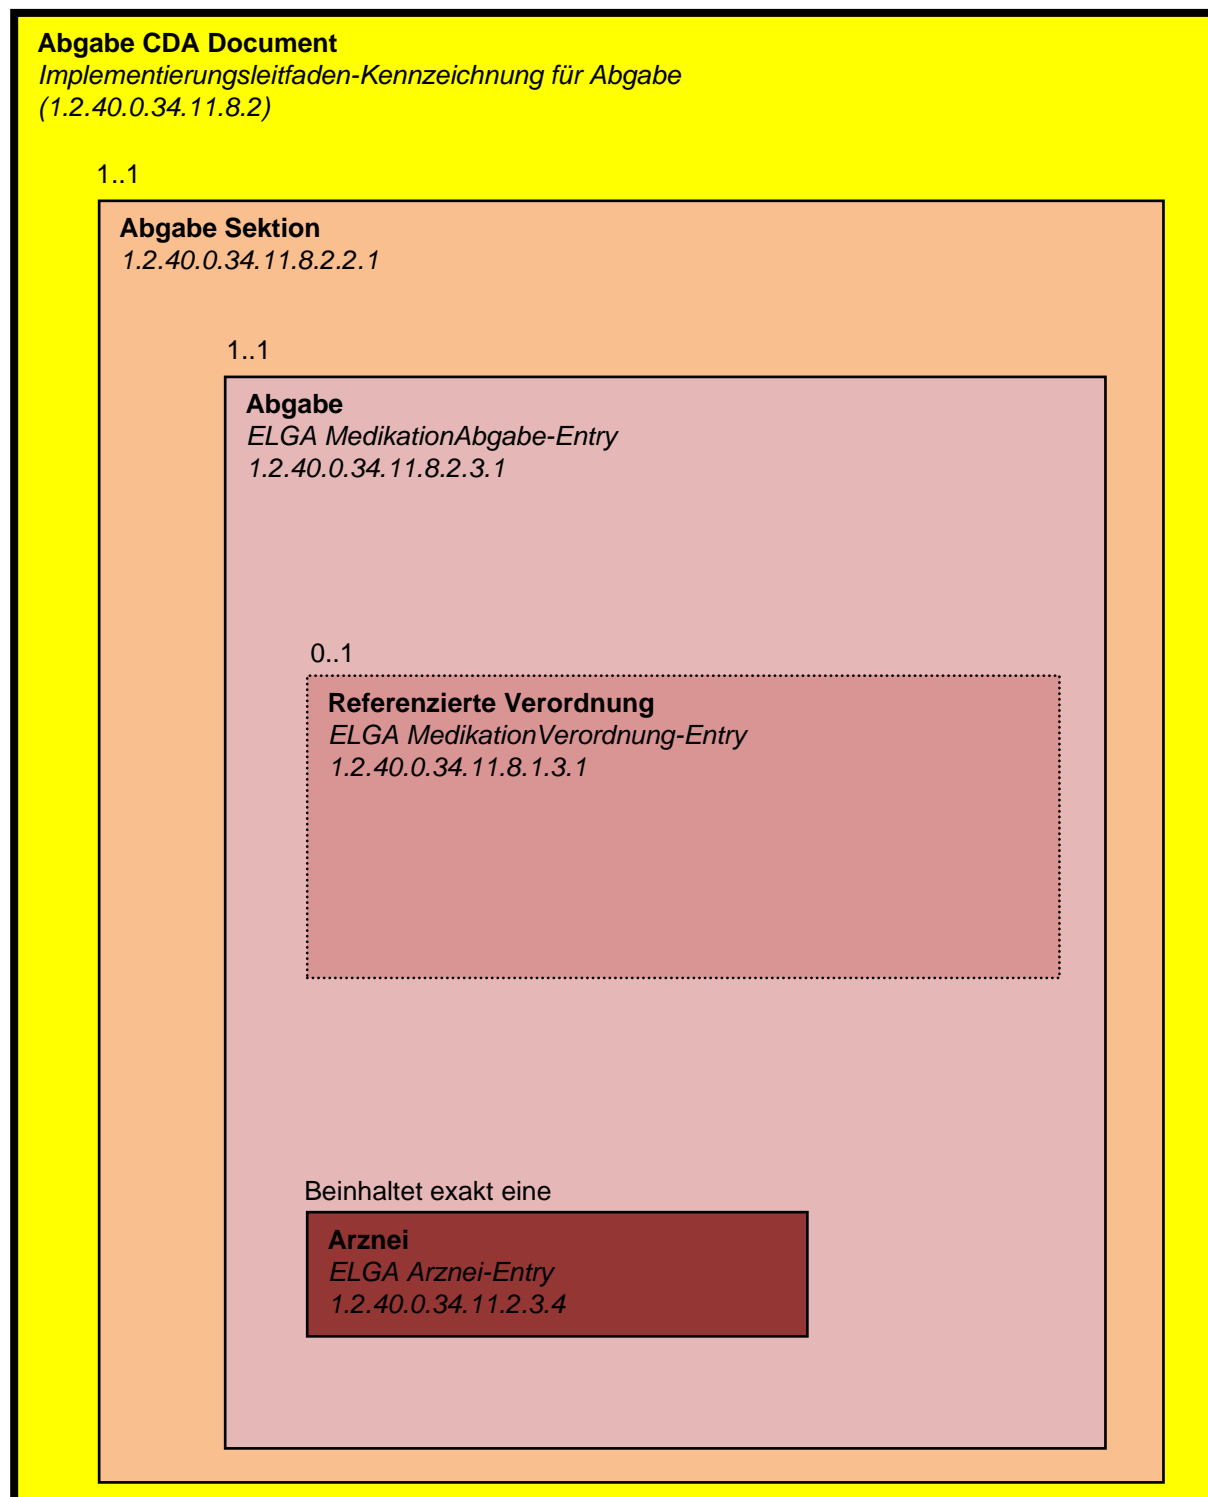 Abgabe CDA Document
Implementierungsleitfaden-Kennzeichnung für Abgabe
(1.2.40.0.34.11.8.2)
1..1
Abgabe Sektion
1.2.40.0.34.11.8.2.2.1
1..1
Abgabe
ELGA MedikationAbgabe-Entry
1.2.40.0.34.11.8.2.3.1
0..1
Referenzierte Verordnung
ELGA MedikationVerordnung-Entry
1.2.40.0.34.11.8.1.3.1
Beinhaltet exakt eine
Arznei
ELGA Arznei-Entry
1.2.40.0.34.11.2.3.4